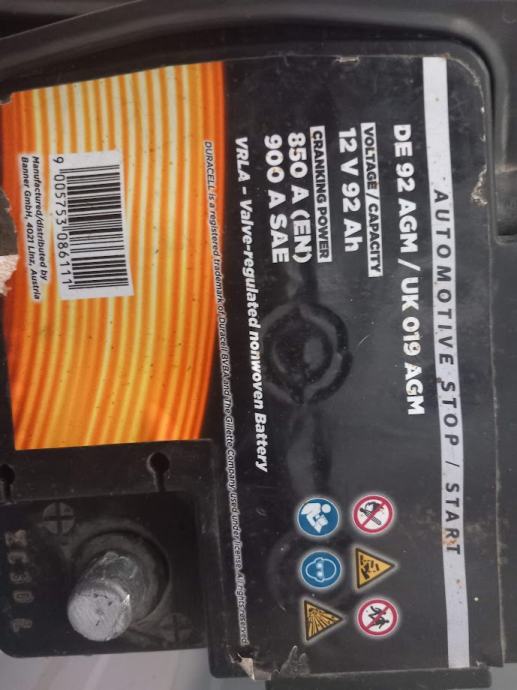 AUTOMOTIVE STOP / START
DE 92 AGM / UK 019 AGM
VOLTAGE / CAPACITY
12 V 92 Ah
CRANKING POWER
850 A (EN)
900 A SAE
VRLA – Valve-regulated nonwoven Battery
DURACELL is a registered trademark of Duracell BVBA and The Gillette Company, used under license. All rights reserved.
9 005753 086111
Manufactured/distributed by
Banner GmbH, 4021 Linz, Austria